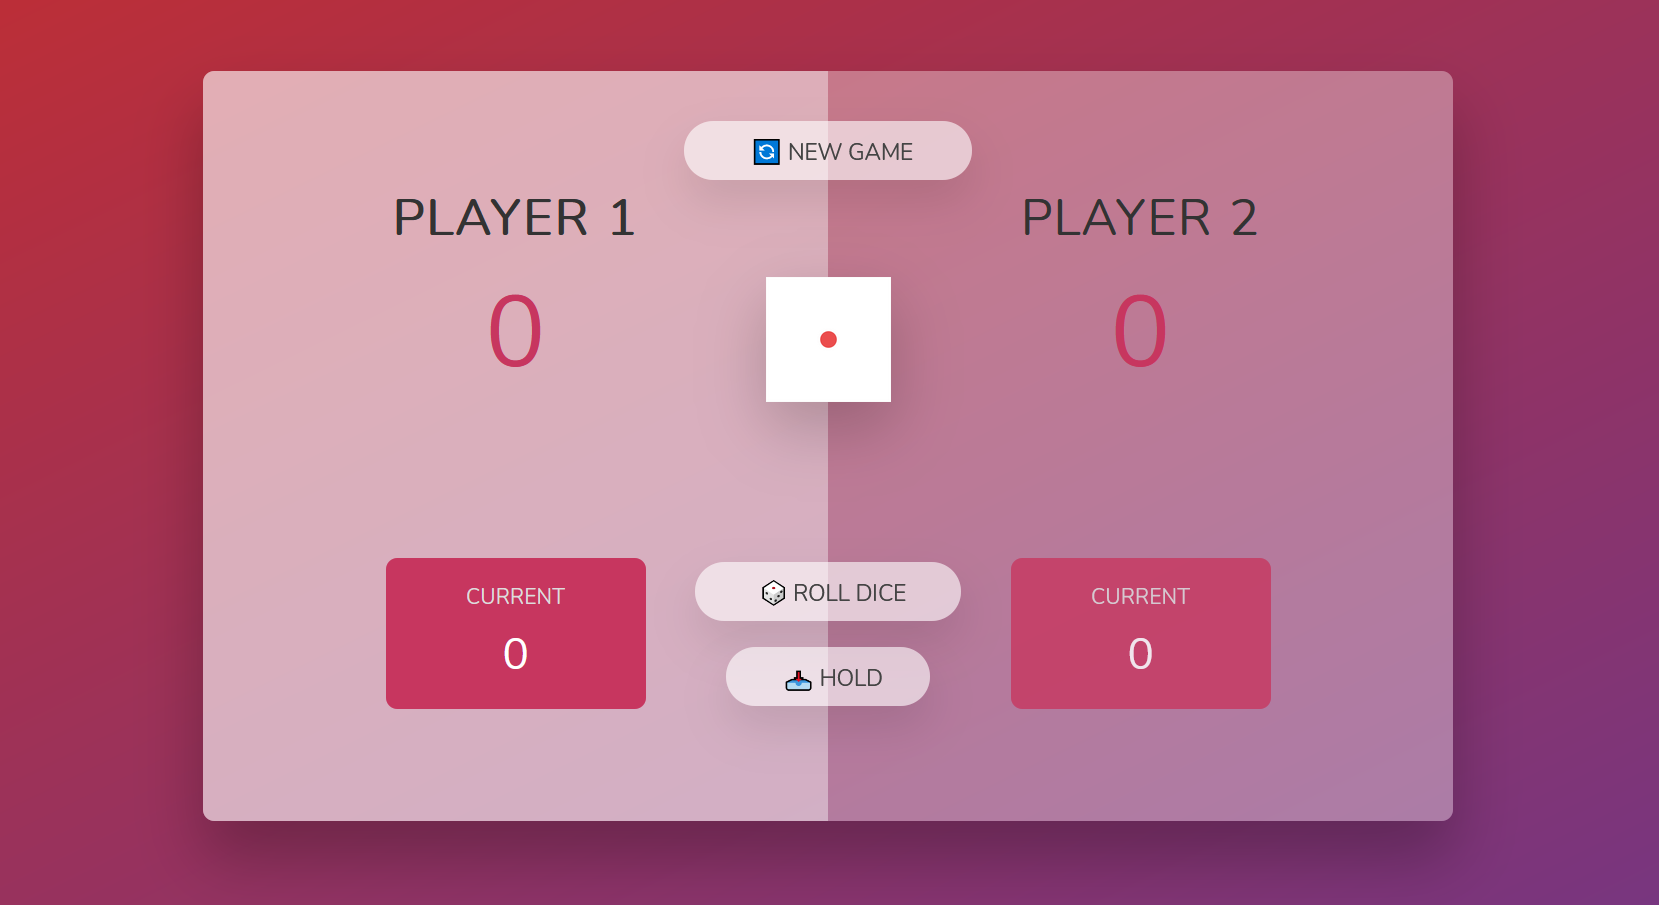 🔄 NEW GAME
PLAYER 1
0
CURRENT
0
PLAYER 2
0
CURRENT
0
🎲 ROLL DICE
📥 HOLD